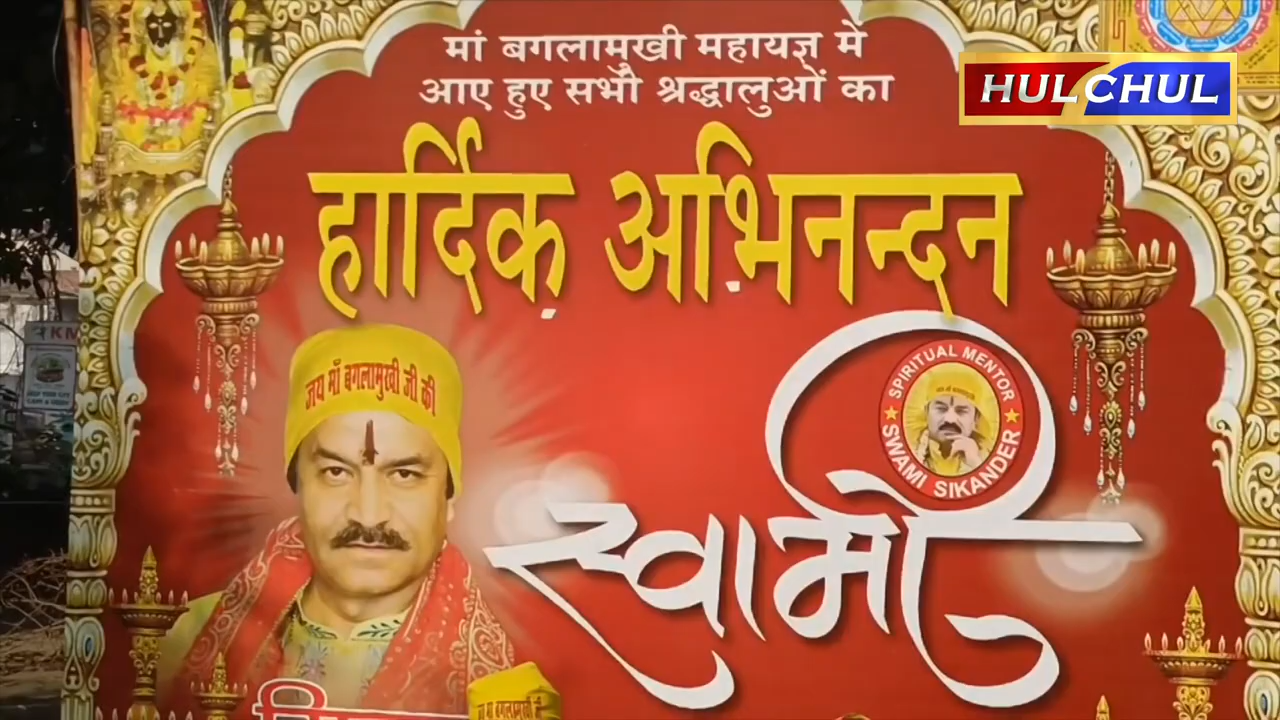 मां बगलामुखी महायज्ञ में
आए हुए सभी श्रद्धालुओं का
HULCHUL
हार्दिक अभिनन्दन
जय माँ बगलामुखी जी की
SPIRITUAL MENTOR
SWAMI SIKANDER
स्वामी